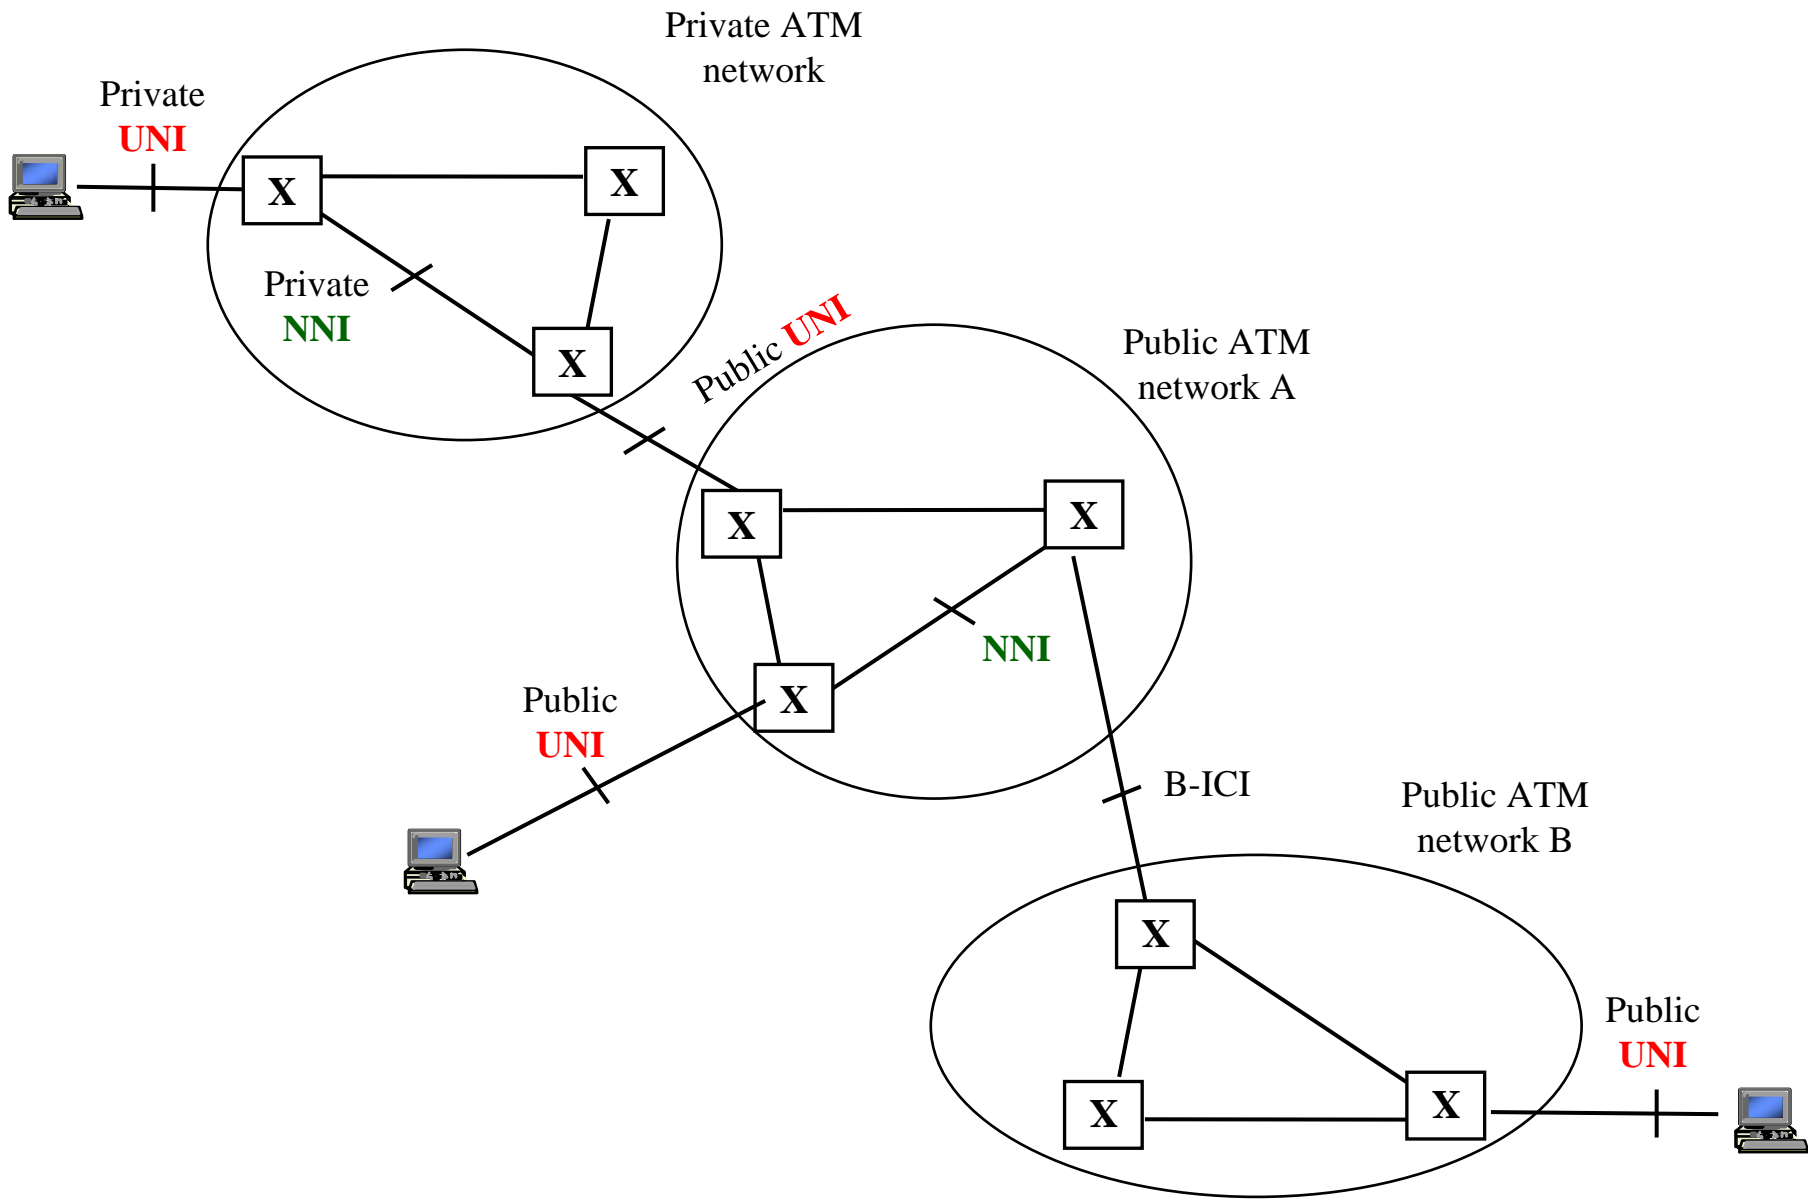 Private ATM
network
Private
UNI
X
X
Private
NNI
X
Public UNI
Public ATM
network A
X
X
NNI
X
Public
UNI
B-ICI
Public ATM
network B
X
Public
UNI
X
X